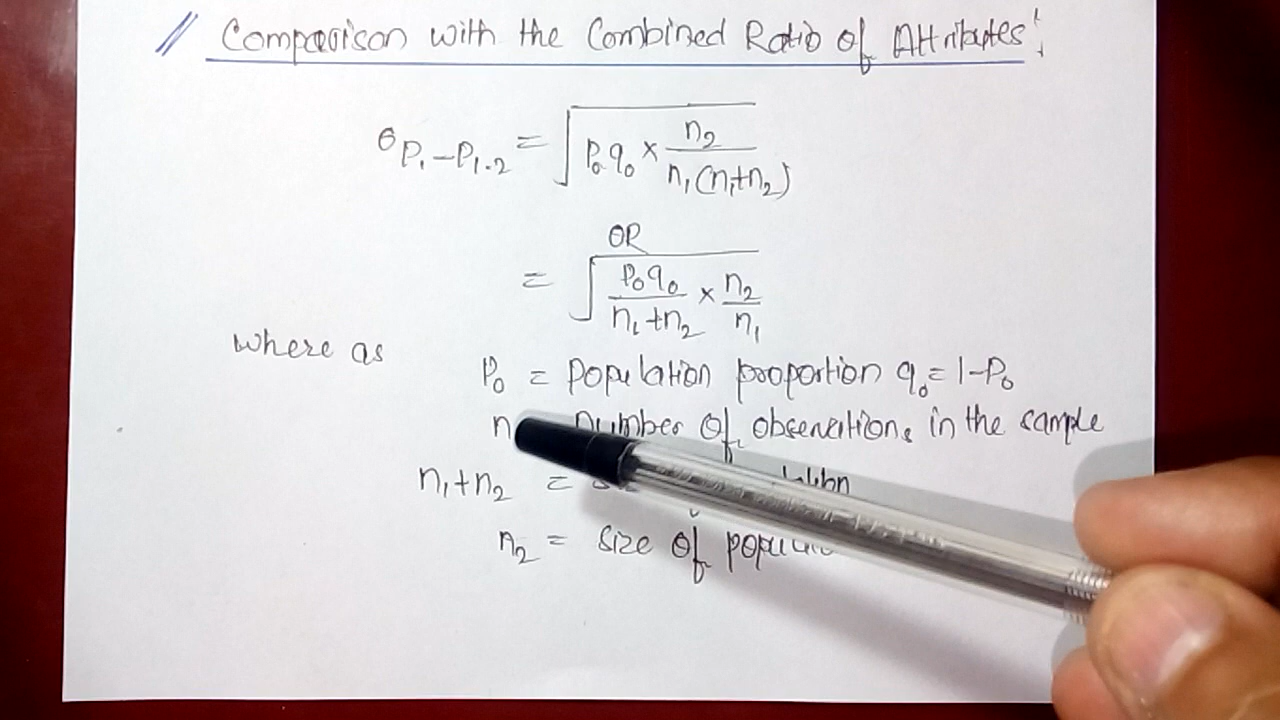 // Comparison with the Combined Ratio of Attributes!
σ P₁-P₁.₂ = √(P₀q₀ × n₂ / n₁(n₁+n₂))
OR
= √(P₀q₀ / n₁+n₂ × n₂ / n₁)
where as
P₀ = Population proportion q₀ = 1-P₀
n number of observations in the sample
n₁+n₂ =
n₂ = size of